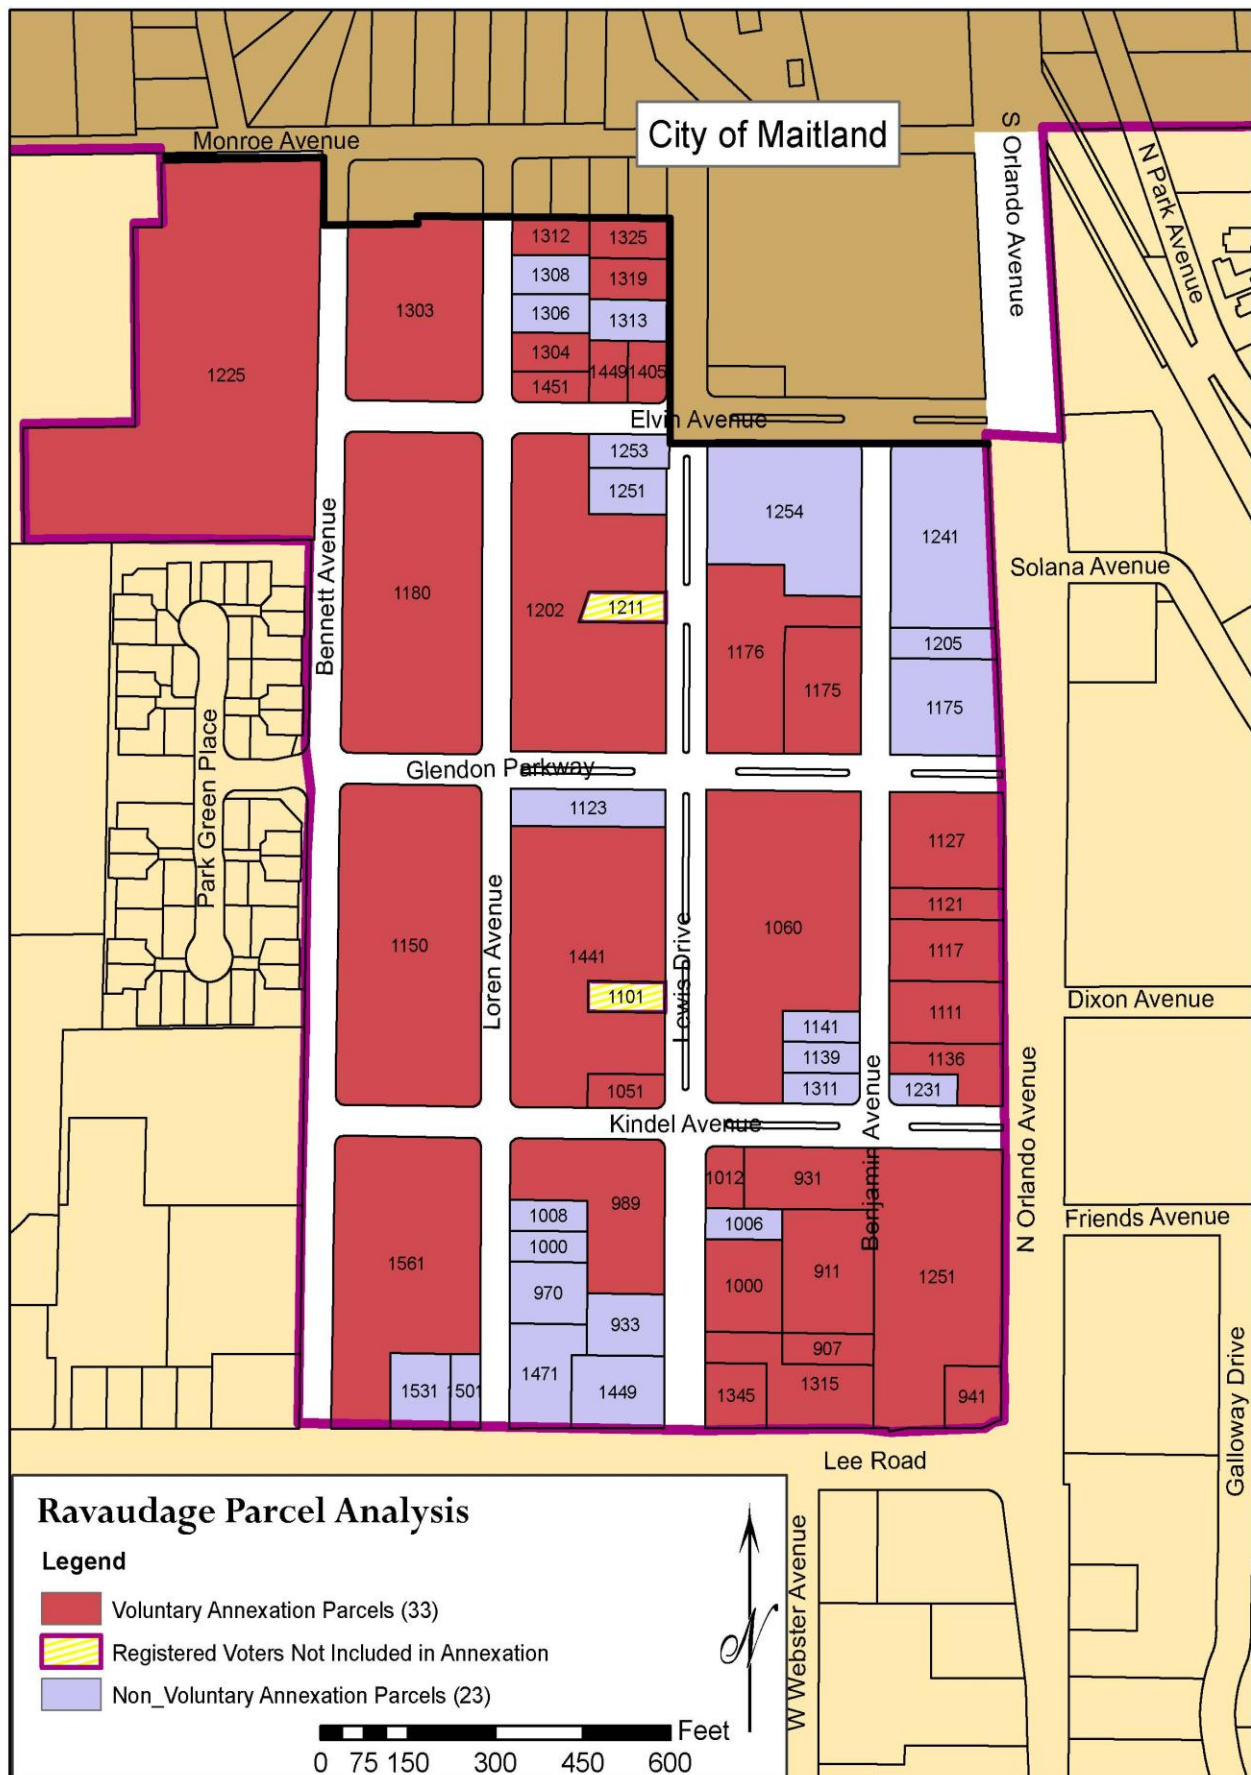 City of Maitland
Monroe Avenue
S Orlando Avenue
N Park Avenue
1312
1325
1308
1319
1306
1313
1303
1304
1449
1405
1451
1225
Elvin Avenue
1253
1251
1254
1241
Bennett Avenue
Solana Avenue
1180
1202
1211
1205
1176
1175
1175
Glendon Parkway
Park Green Place
1123
1127
1121
Loren Avenue
Lewis Drive
1060
1117
1150
1441
1101
1111
Dixon Avenue
1141
1139
1136
1051
1311
1231
Kindel Avenue
Benjamin Avenue
N Orlando Avenue
1012
931
989
1008
1006
Friends Avenue
1000
1561
970
1000
911
1251
933
907
1471
1531
1501
1449
1345
1315
941
Galloway Drive
Lee Road
W Webster Avenue
Ravaudage Parcel Analysis
Legend
Voluntary Annexation Parcels (33)
Registered Voters Not Included in Annexation
Non_Voluntary Annexation Parcels (23)
N
Feet
0 75 150 300 450 600